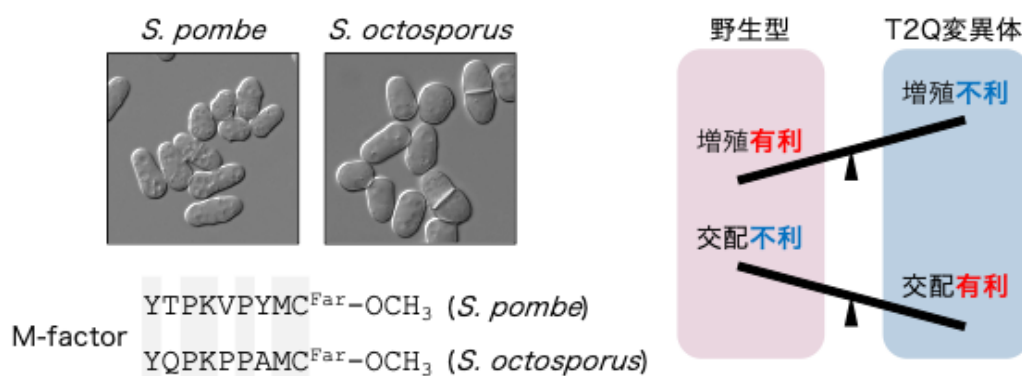 S. pombe
S. octosporus
M-factor
YTPKVPYMCFar-OCH3 (S. pombe)
YQPKPPAMCFar-OCH3 (S. octosporus)
野生型
T2Q変異体
増殖不利
増殖有利
交配不利
交配有利